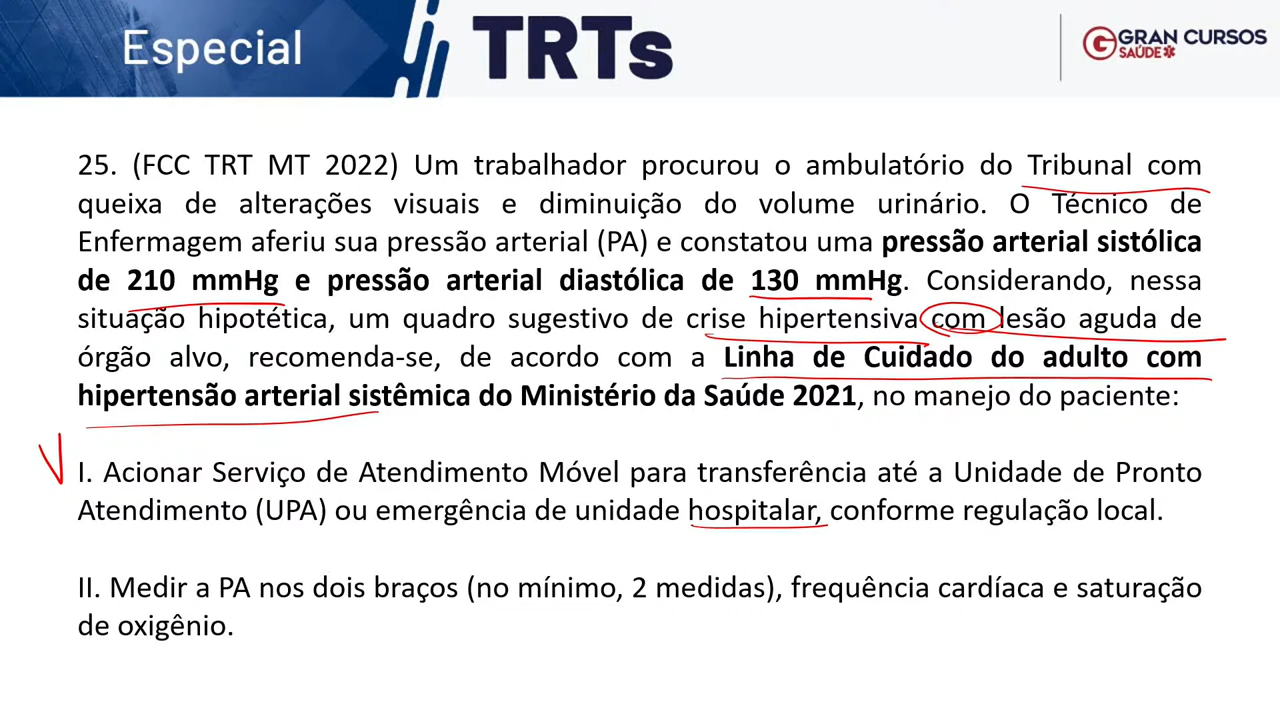 Especial
TRTs
GRAN CURSOS
SAÚDE
25. (FCC TRT MT 2022) Um trabalhador procurou o ambulatório do Tribunal com
queixa de alterações visuais e diminuição do volume urinário. O Técnico de
Enfermagem aferiu sua pressão arterial (PA) e constatou uma pressão arterial sistólica
de 210 mmHg e pressão arterial diastólica de 130 mmHg. Considerando, nessa
situação hipotética, um quadro sugestivo de crise hipertensiva com lesão aguda de
órgão alvo, recomenda-se, de acordo com a Linha de Cuidado do adulto com
hipertensão arterial sistêmica do Ministério da Saúde 2021, no manejo do paciente:
I. Acionar Serviço de Atendimento Móvel para transferência até a Unidade de Pronto
Atendimento (UPA) ou emergência de unidade hospitalar, conforme regulação local.
II. Medir a PA nos dois braços (no mínimo, 2 medidas), frequência cardíaca e saturação
de oxigênio.